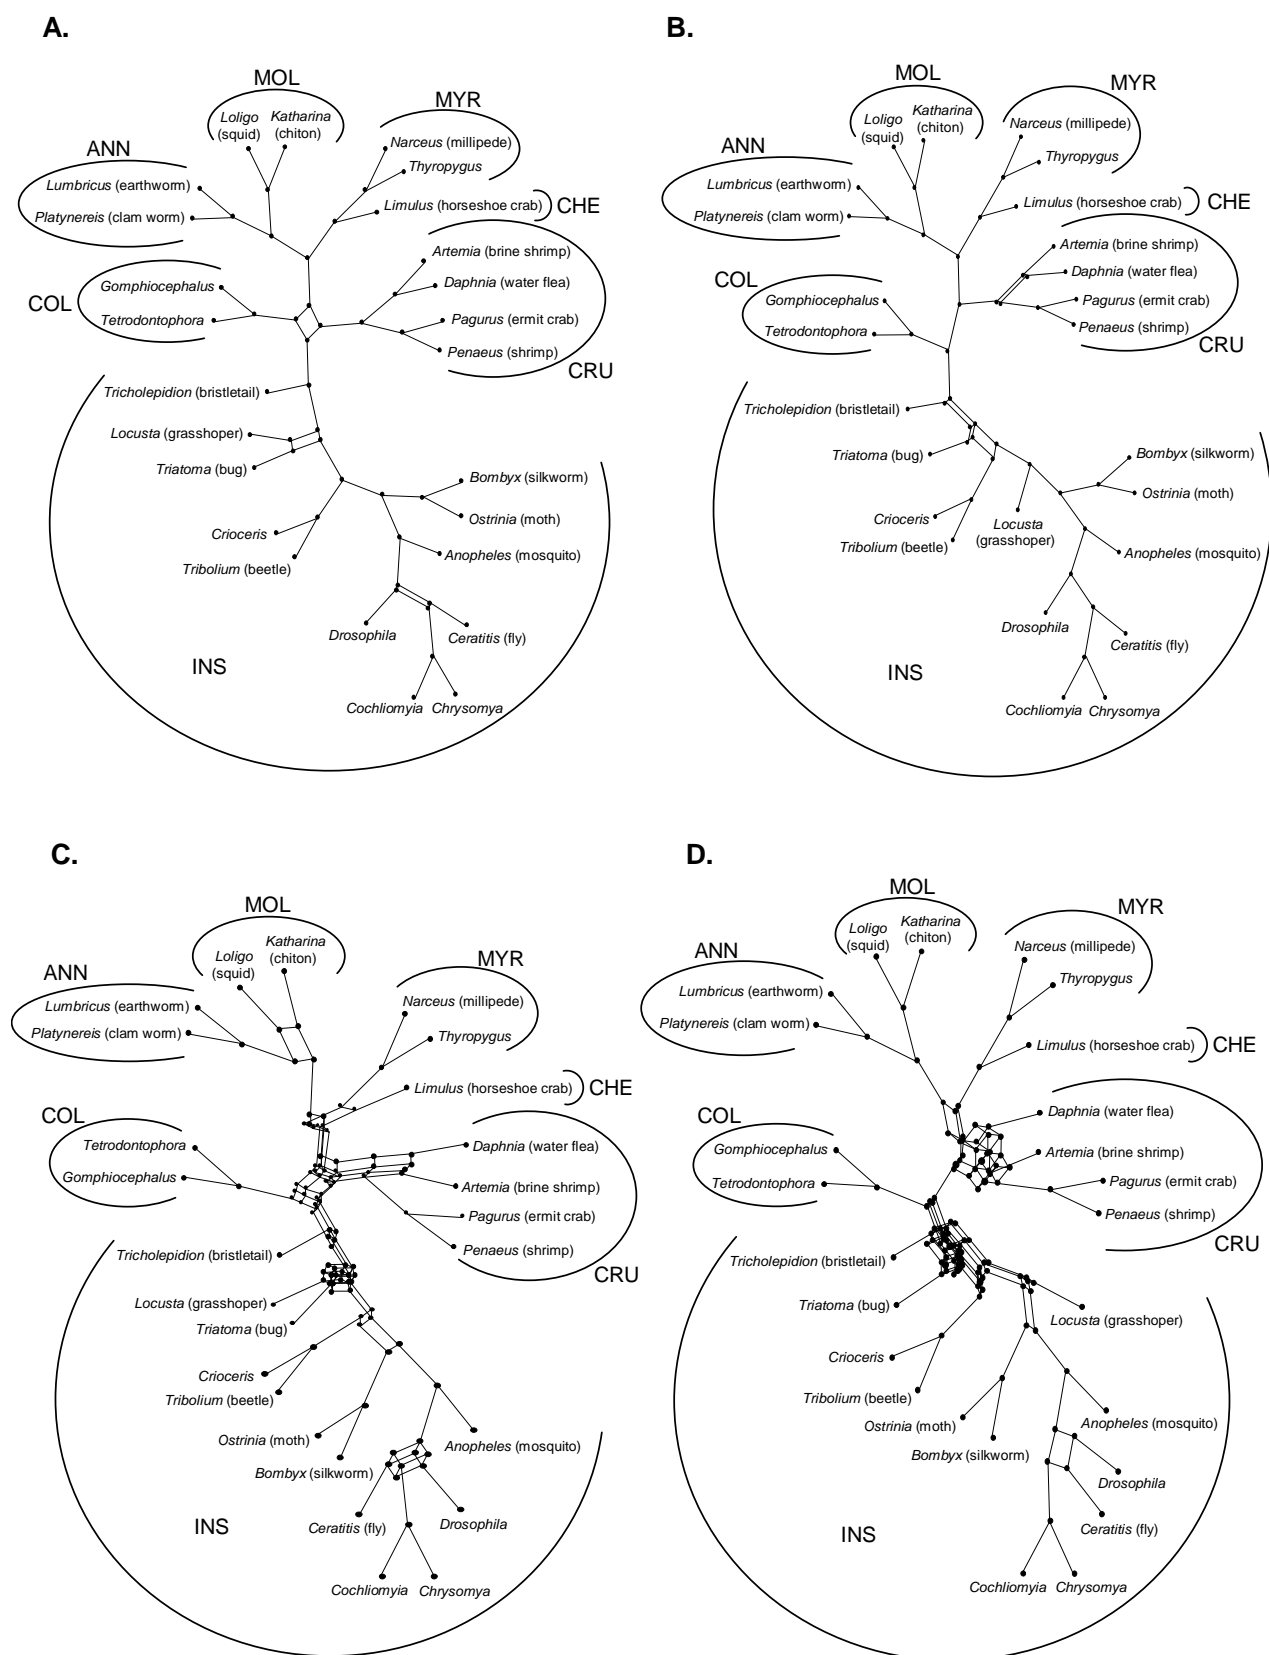 A.
MOL
Loligo
(squid)
Katharina
(chiton)
MYR
Narceus (millipede)
Thyropygus
ANN
Lumbricus (earthworm)
Platynereis (clam worm)
Limulus (horseshoe crab)
CHE
Artemia (brine shrimp)
Daphnia (water flea)
Pagurus (ermit crab)
Penaeus (shrimp)
CRU
COL
Gomphiocephalus
Tetrodontophora
Tricholepidion (bristletail)
Locusta (grasshoper)
Triatoma (bug)
Bombyx (silkworm)
Ostrinia (moth)
Crioceris
Tribolium (beetle)
Anopheles (mosquito)
Drosophila
Ceratitis (fly)
INS
Cochliomyia
Chrysomya
B.
MOL
Loligo
(squid)
Katharina
(chiton)
MYR
Narceus (millipede)
Thyropygus
ANN
Lumbricus (earthworm)
Platynereis (clam worm)
Limulus (horseshoe crab)
CHE
Artemia (brine shrimp)
Daphnia (water flea)
Pagurus (ermit crab)
Penaeus (shrimp)
CRU
COL
Gomphiocephalus
Tetrodontophora
Tricholepidion (bristletail)
Triatoma (bug)
Bombyx (silkworm)
Ostrinia (moth)
Crioceris
Tribolium (beetle)
Locusta
(grasshoper)
Anopheles (mosquito)
Drosophila
Ceratitis (fly)
INS
Cochliomyia
Chrysomya
C.
MOL
Loligo
(squid)
Katharina
(chiton)
MYR
Narceus (millipede)
Thyropygus
ANN
Lumbricus (earthworm)
Platynereis (clam worm)
Limulus (horseshoe crab)
CHE
COL
Tetrodontophora
Gomphiocephalus
Daphnia (water flea)
Artemia (brine shrimp)
Pagurus (ermit crab)
Penaeus (shrimp)
CRU
Tricholepidion (bristletail)
Locusta (grasshoper)
Triatoma (bug)
Crioceris
Tribolium (beetle)
Ostrinia (moth)
Bombyx (silkworm)
Anopheles (mosquito)
Ceratitis (fly)
Drosophila
INS
Cochliomyia
Chrysomya
D.
MOL
Loligo
(squid)
Katharina
(chiton)
MYR
Narceus (millipede)
Thyropygus
ANN
Lumbricus (earthworm)
Platynereis (clam worm)
Limulus (horseshoe crab)
CHE
COL
Gomphiocephalus
Tetrodontophora
Daphnia (water flea)
Artemia (brine shrimp)
Pagurus (ermit crab)
Penaeus (shrimp)
CRU
Tricholepidion (bristletail)
Triatoma (bug)
Locusta (grasshoper)
Crioceris
Tribolium (beetle)
Ostrinia (moth)
Bombyx (silkworm)
Anopheles (mosquito)
Drosophila
Ceratitis (fly)
INS
Cochliomyia
Chrysomya